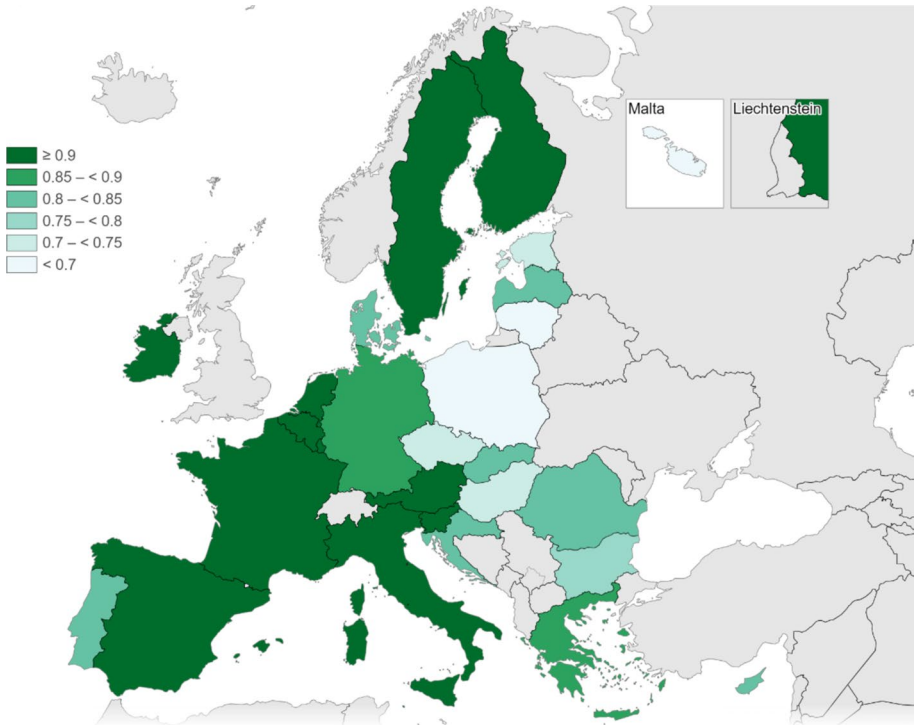 Malta
Liechtenstein
≥ 0.9
0.85 – < 0.9
0.8 – < 0.85
0.75 – < 0.8
0.7 – < 0.75
< 0.7